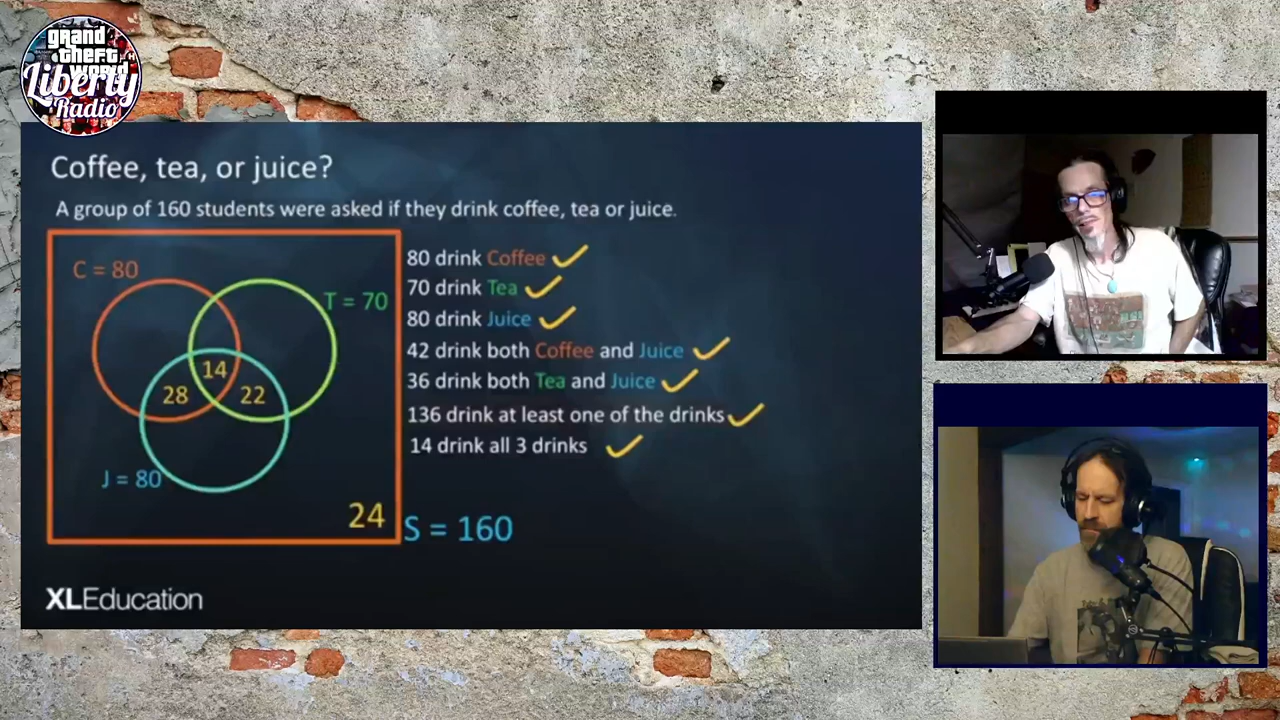 grand
theft
world
Liberty
Radio
Coffee, tea, or juice?
A group of 160 students were asked if they drink coffee, tea or juice.
C = 80
T = 70
14
28
22
J = 80
24
80 drink Coffee
70 drink Tea
80 drink Juice
42 drink both Coffee and Juice
36 drink both Tea and Juice
136 drink at least one of the drinks
14 drink all 3 drinks
S = 160
XLEducation